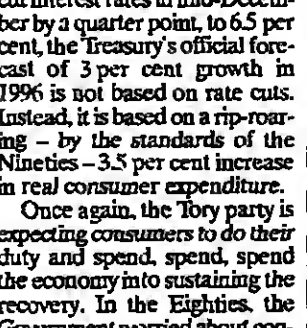 cut interest rates in mid-Decem-
ber by a quarter point, to 6.5 per
cent, the Treasury's official fore-
cast of 3 per cent growth in
1996 is not based on rate cuts.
Instead, it is based on a rip-roar-
ing – by the standards of the
Nineties – 3.5 per cent increase
in real consumer expenditure.
Once again, the Tory party is
expecting consumers to do their
duty and spend, spend, spend
the economy into sustaining the
recovery. In the Eighties, the
Government worried about con-